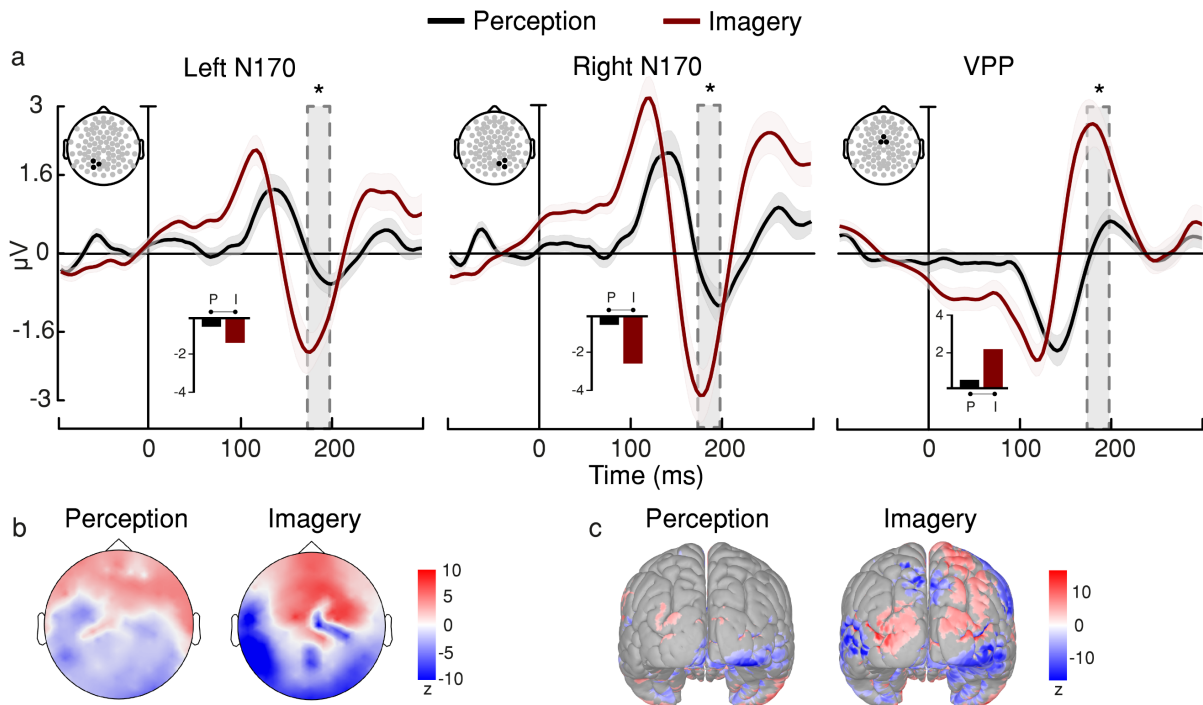 Perception Imagery
a
Left N170 Right N170 VPP
* * *
3
1.6
0
-1.6
-3
µV
P I
-2
-4
P I
-2
-4
4
2
P I
0 100 200 0 100 200 0 100 200
Time (ms)
b
Perception Imagery
10
5
0
-5
-10
z
c
Perception Imagery
10
0
-10
z